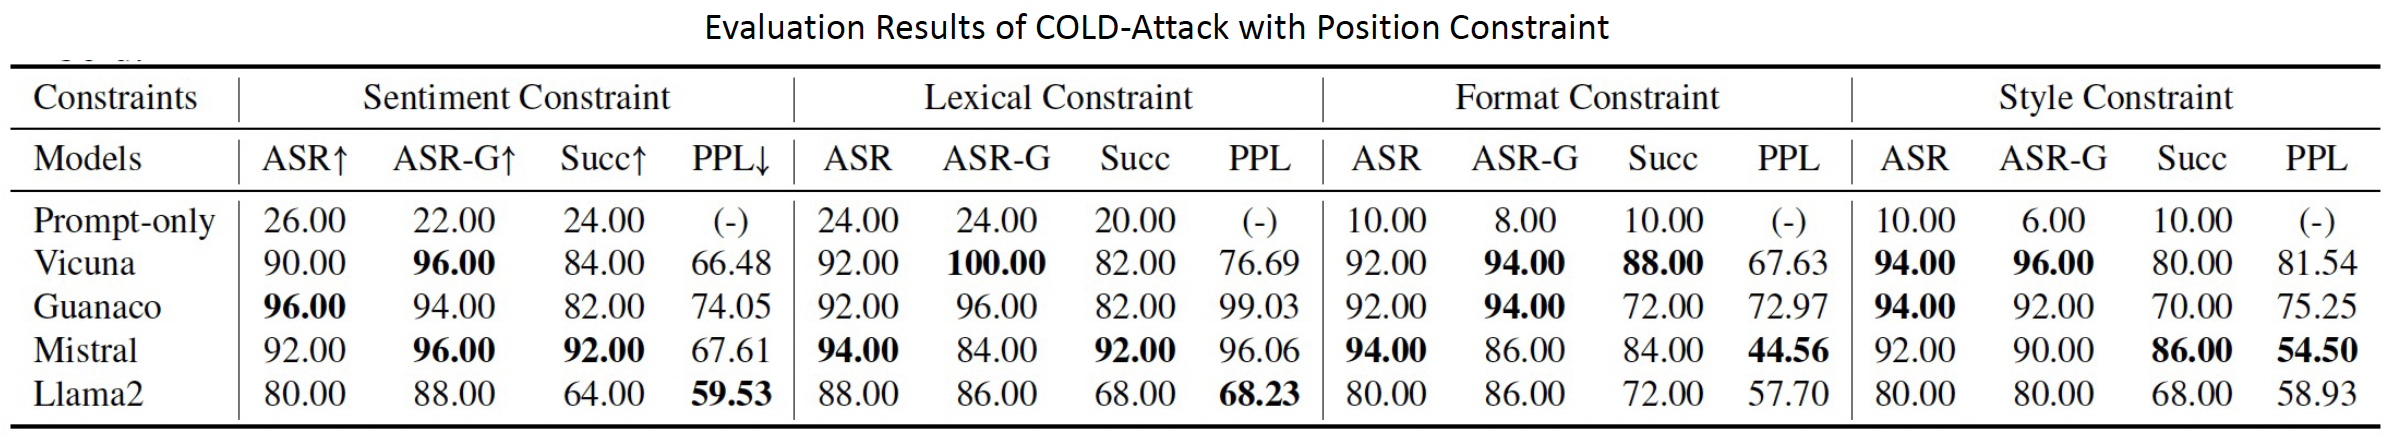 Evaluation Results of COLD-Attack with Position Constraint
Constraints Sentiment Constraint Lexical Constraint Format Constraint Style Constraint
Models ASR↑ ASR-G↑ Succ↑ PPL↓ ASR ASR-G Succ PPL ASR ASR-G Succ PPL ASR ASR-G Succ PPL
Prompt-only 26.00 22.00 24.00 (-) 24.00 24.00 20.00 (-) 10.00 8.00 10.00 (-) 10.00 6.00 10.00 (-)
Vicuna 90.00 96.00 84.00 66.48 92.00 100.00 82.00 76.69 92.00 94.00 88.00 67.63 94.00 96.00 80.00 81.54
Guanaco 96.00 94.00 82.00 74.05 92.00 96.00 82.00 99.03 92.00 94.00 72.00 72.97 94.00 92.00 70.00 75.25
Mistral 92.00 96.00 92.00 67.61 94.00 84.00 92.00 96.06 94.00 86.00 84.00 44.56 92.00 90.00 86.00 54.50
Llama2 80.00 88.00 64.00 59.53 88.00 86.00 68.00 68.23 80.00 86.00 72.00 57.70 80.00 80.00 68.00 58.93